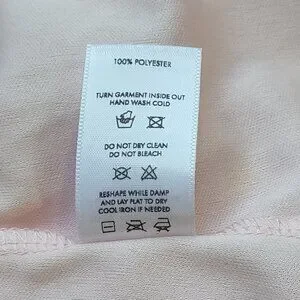 100% POLYESTER
TURN GARMENT INSIDE OUT
HAND WASH COLD
DO NOT DRY CLEAN
DO NOT BLEACH
RESHAPE WHILE DAMP
AND LAY FLAT TO DRY
COOL IRON IF NEEDED